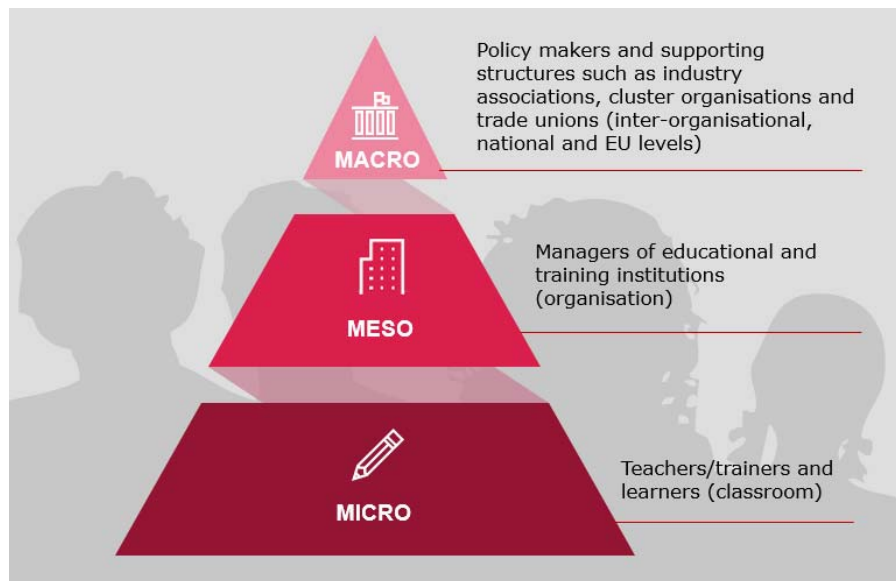 Policy makers and supporting
structures such as industry
associations, cluster organisations and
trade unions (inter-organisational,
national and EU levels)
MACRO
Managers of educational and
training institutions
(organisation)
MESO
Teachers/trainers and
learners (classroom)
MICRO